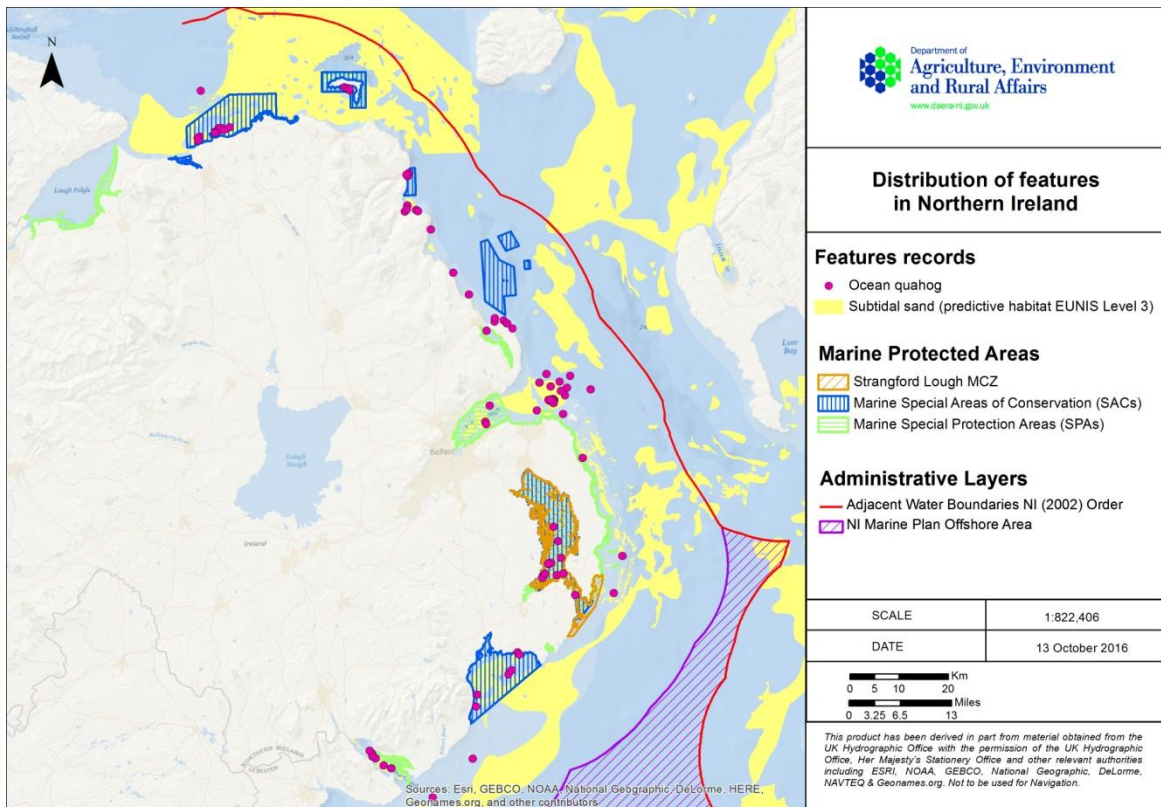 N
Lough Foyle
Lough Neagh
Belfast
Ireland
Luce
Bay
NORTHERN IRELAND
Sources: Esri, GEBCO, NOAA, National Geographic, DeLorme, HERE,
Geonames.org, and other contributors
Department of
Agriculture, Environment
and Rural Affairs
www.daera-ni.gov.uk
Distribution of features
in Northern Ireland
Features records
Ocean quahog
Subtidal sand (predictive habitat EUNIS Level 3)
Marine Protected Areas
Strangford Lough MCZ
Marine Special Areas of Conservation (SACs)
Marine Special Protection Areas (SPAs)
Administrative Layers
Adjacent Water Boundaries NI (2002) Order
NI Marine Plan Offshore Area
SCALE 1:822,406
DATE 13 October 2016
Km
0 5 10 20
Miles
0 3.25 6.5 13
This product has been derived in part from material obtained from the
UK Hydrographic Office with the permission of the UK Hydrographic
Office, Her Majesty's Stationery Office and other relevant authorities
including ESRI, NOAA, GEBCO, National Geographic, DeLorme,
NAVTEQ & Geonames.org. Not to be used for Navigation.